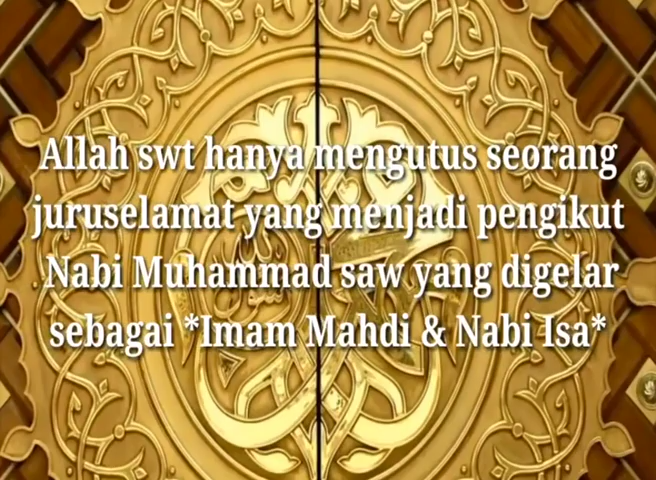 Allah swt hanya mengutus seorang
juruselamat yang menjadi pengikut
Nabi Muhammad saw yang digelar
sebagai *Imam Mahdi & Nabi Isa*